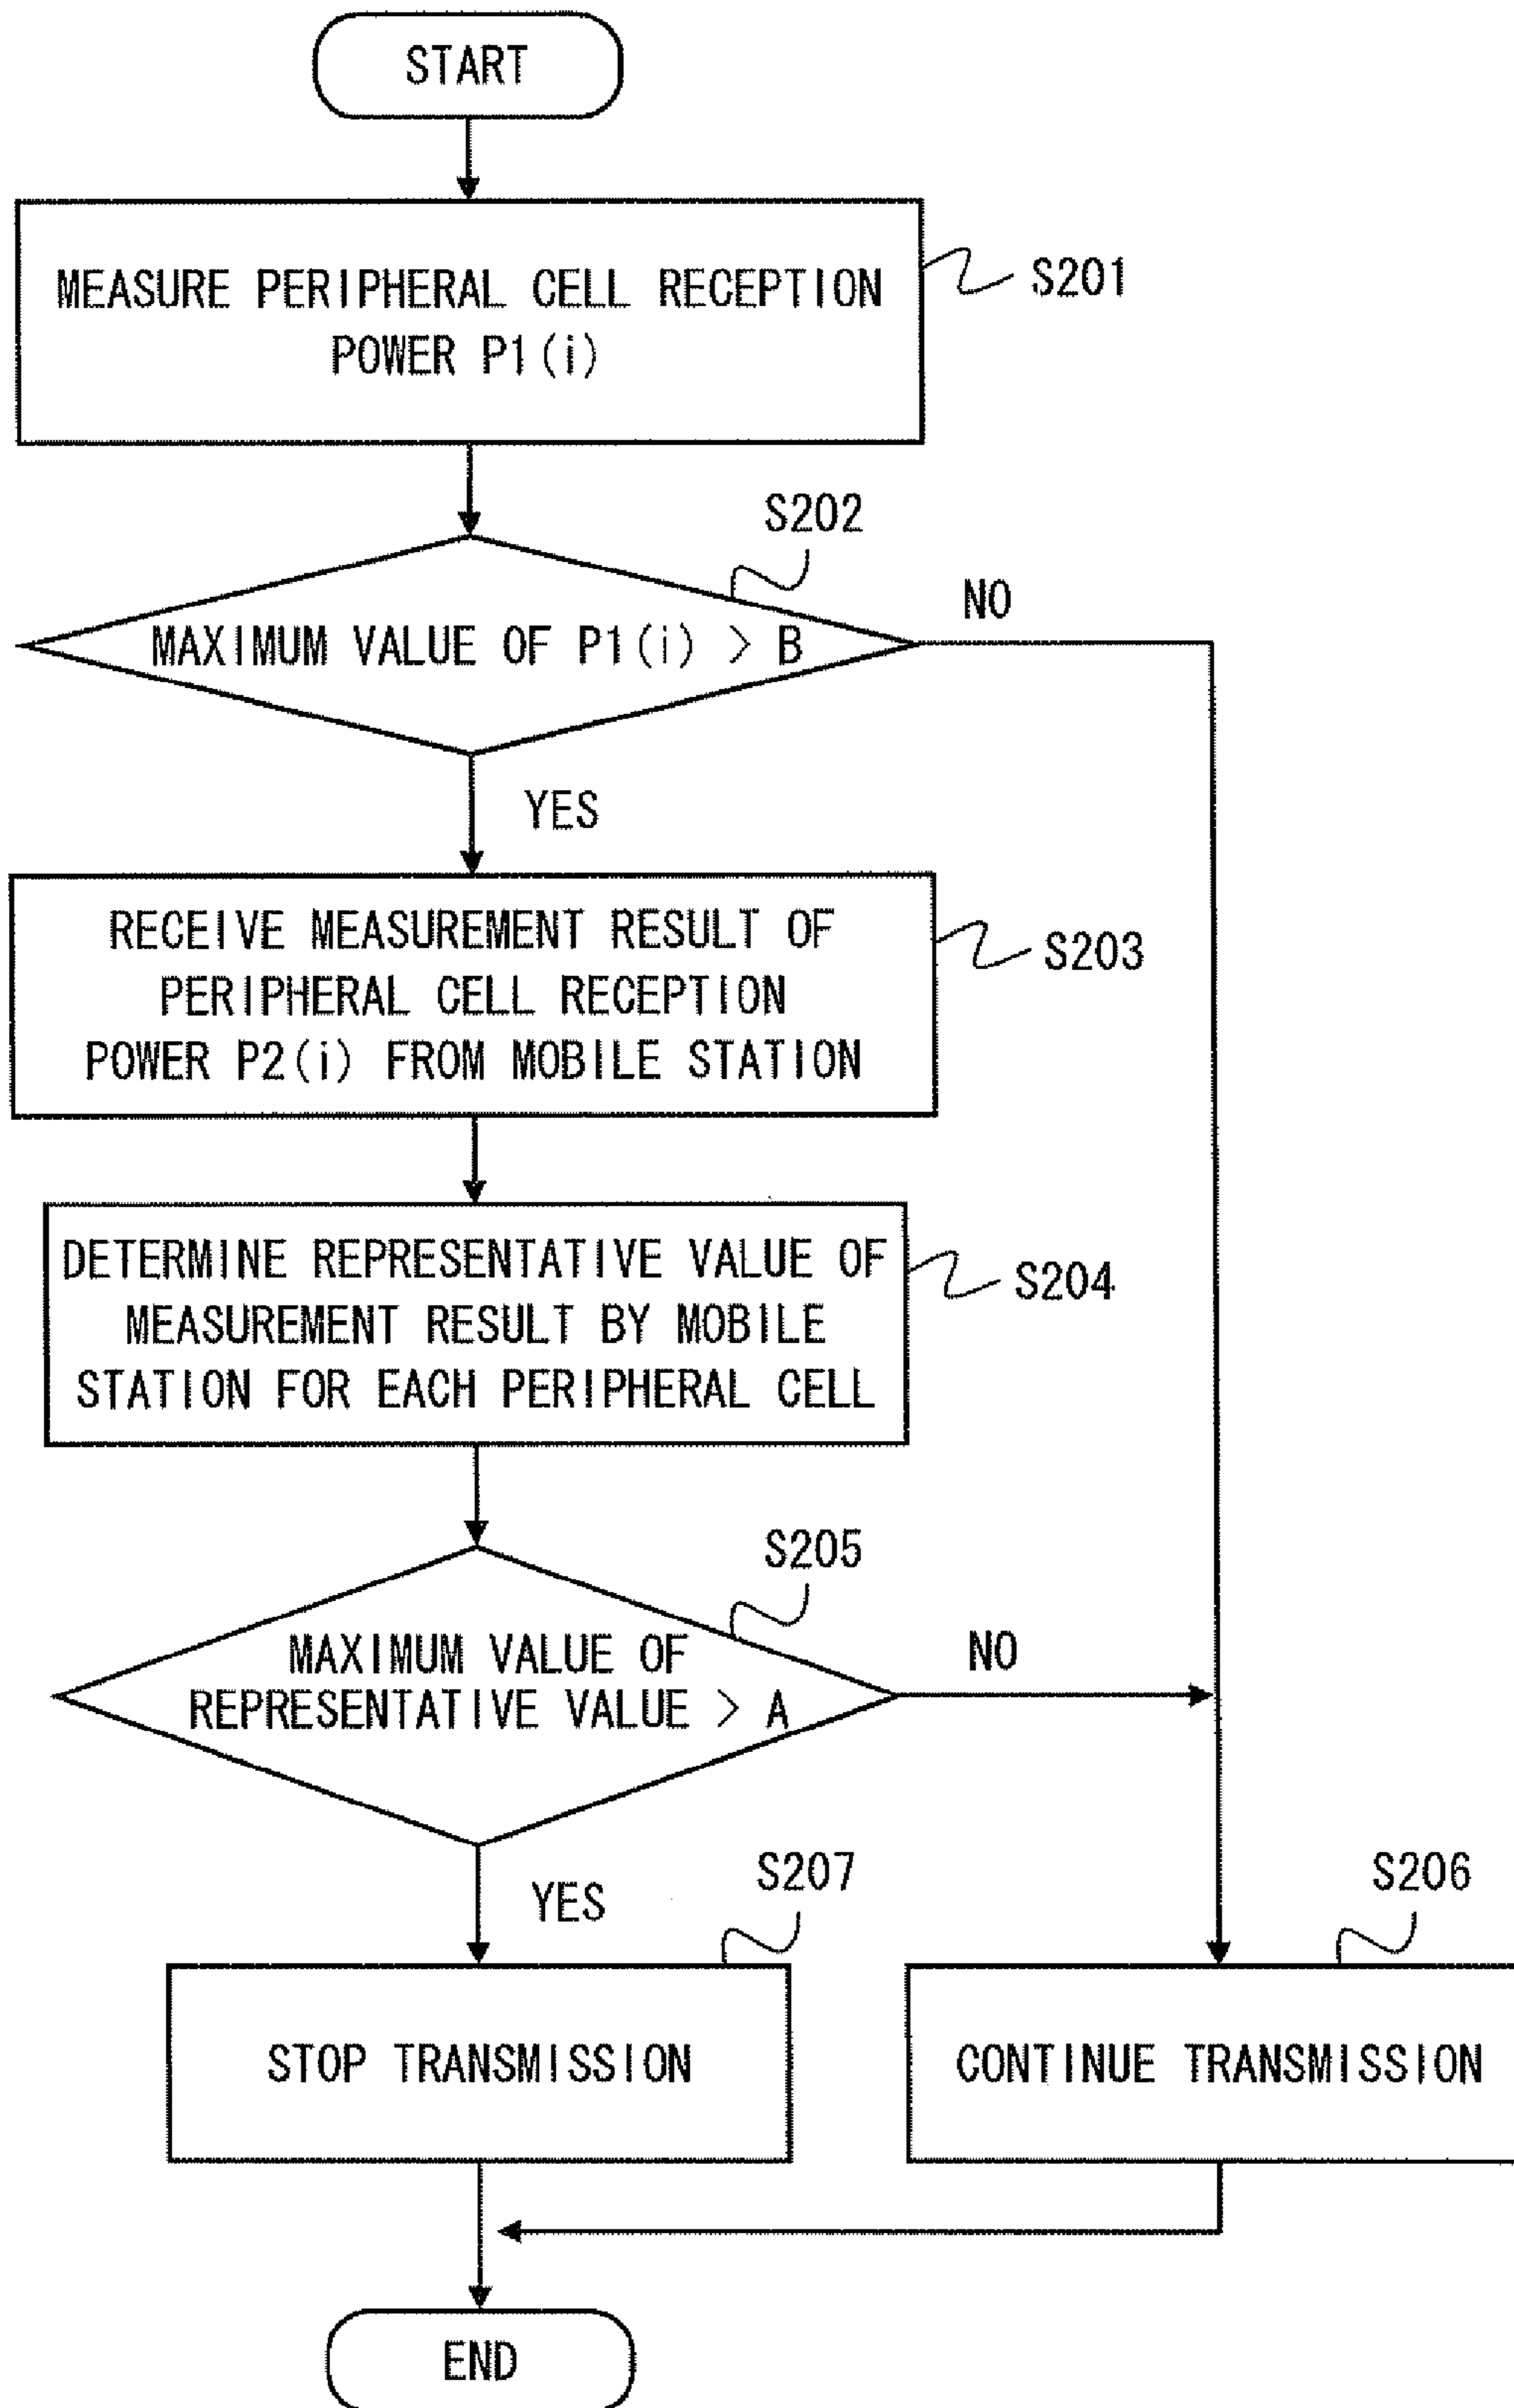 START
MEASURE PERIPHERAL CELL RECEPTION
POWER P1(i)
S201
S202
MAXIMUM VALUE OF P1(i) > B
NO
YES
RECEIVE MEASUREMENT RESULT OF
PERIPHERAL CELL RECEPTION
POWER P2(i) FROM MOBILE STATION
S203
DETERMINE REPRESENTATIVE VALUE OF
MEASUREMENT RESULT BY MOBILE
STATION FOR EACH PERIPHERAL CELL
S204
S205
MAXIMUM VALUE OF
REPRESENTATIVE VALUE > A
NO
YES
S207
S206
STOP TRANSMISSION
CONTINUE TRANSMISSION
END